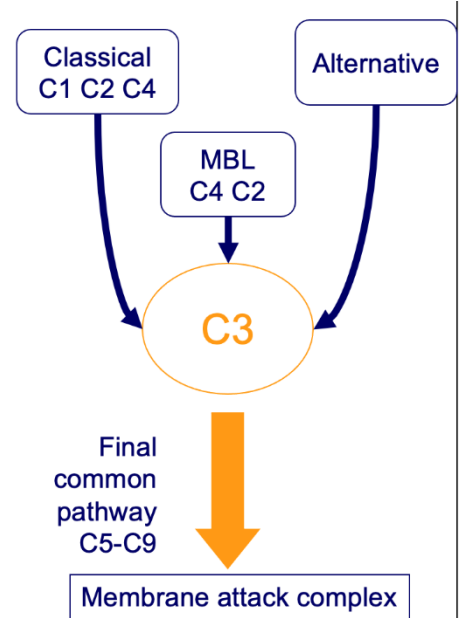 Classical
C1 C2 C4
Alternative
MBL
C4 C2
C3
Final
common
pathway
C5-C9
Membrane attack complex